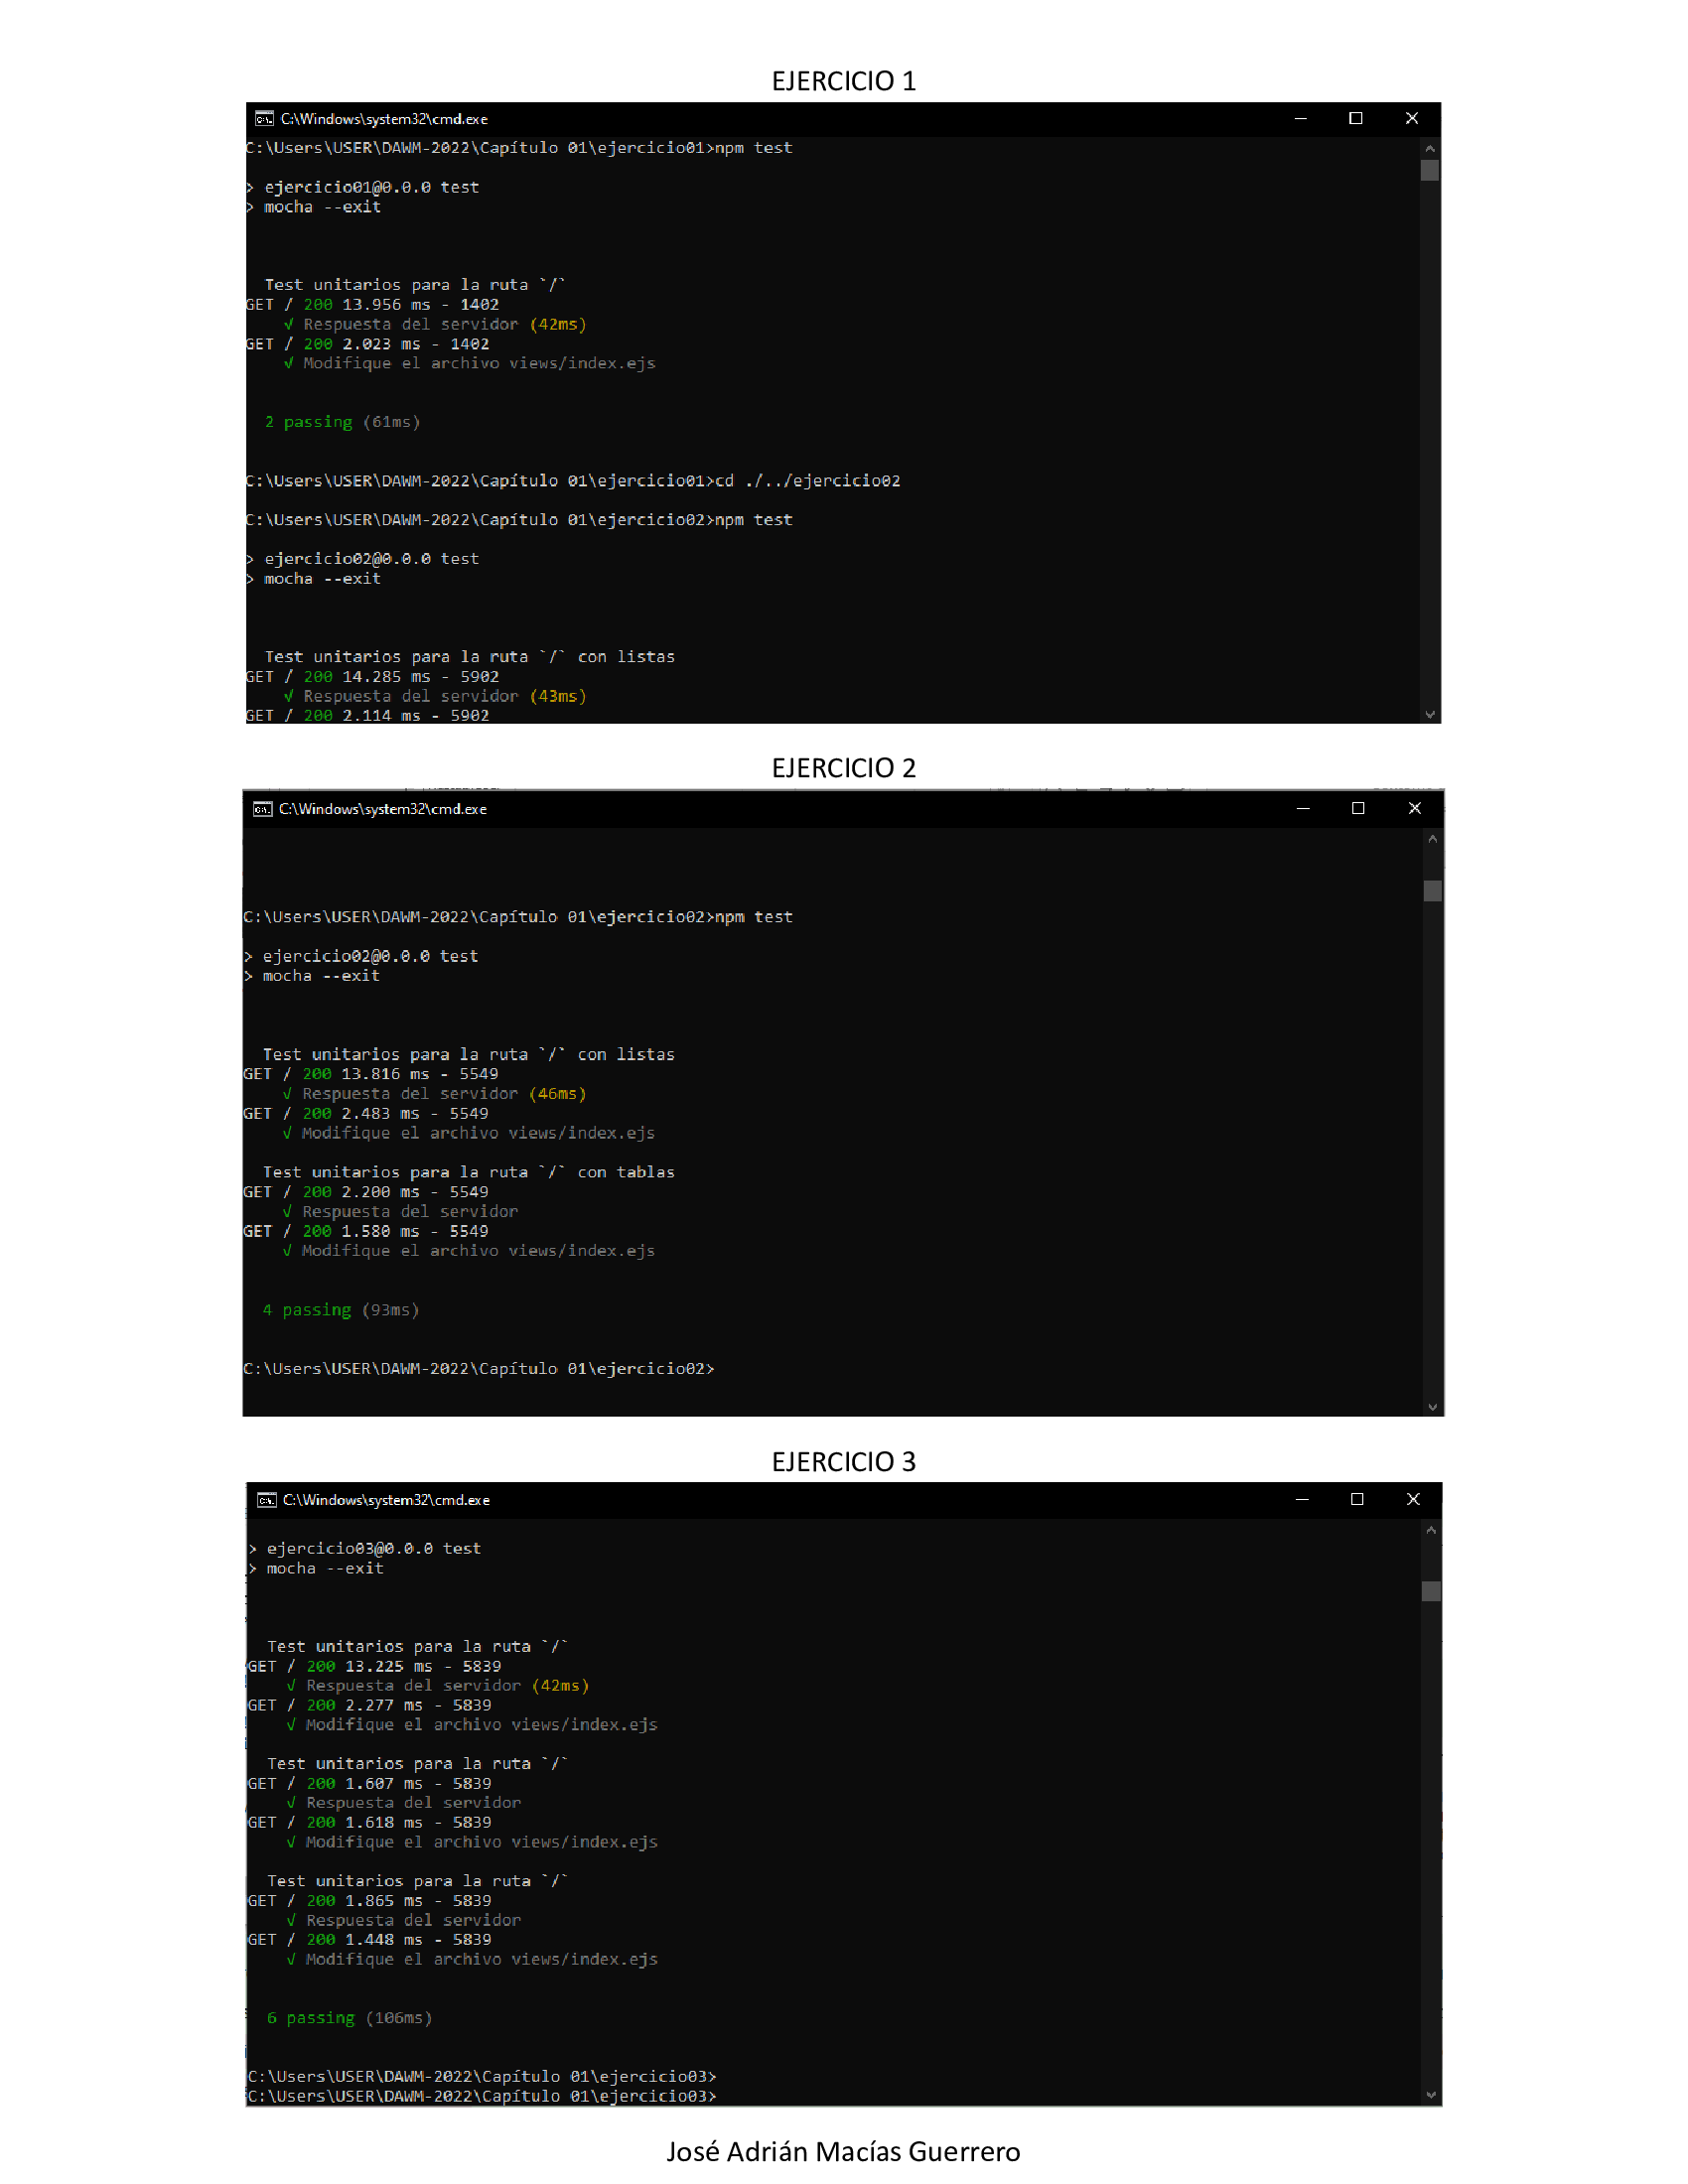 EJERCICIO 1
C:\Windows\system32\cmd.exe
C:\Users\USER\DAWM-2022\Capítulo 01\ejercicio01>npm test
> ejercicio01@0.0.0 test
> mocha --exit
Test unitarios para la ruta `/`
GET / 200 13.956 ms - 1402
√ Respuesta del servidor (42ms)
GET / 200 2.023 ms - 1402
√ Modifique el archivo views/index.ejs
2 passing (61ms)
C:\Users\USER\DAWM-2022\Capítulo 01\ejercicio01>cd ./../ejercicio02
C:\Users\USER\DAWM-2022\Capítulo 01\ejercicio02>npm test
> ejercicio02@0.0.0 test
> mocha --exit
Test unitarios para la ruta `/` con listas
GET / 200 14.285 ms - 5902
√ Respuesta del servidor (43ms)
GET / 200 2.114 ms - 5902
EJERCICIO 2
C:\Windows\system32\cmd.exe
C:\Users\USER\DAWM-2022\Capítulo 01\ejercicio02>npm test
> ejercicio02@0.0.0 test
> mocha --exit
Test unitarios para la ruta `/` con listas
GET / 200 13.816 ms - 5549
√ Respuesta del servidor (46ms)
GET / 200 2.483 ms - 5549
√ Modifique el archivo views/index.ejs
Test unitarios para la ruta `/` con tablas
GET / 200 2.200 ms - 5549
√ Respuesta del servidor
GET / 200 1.580 ms - 5549
√ Modifique el archivo views/index.ejs
4 passing (93ms)
C:\Users\USER\DAWM-2022\Capítulo 01\ejercicio02>
EJERCICIO 3
C:\Windows\system32\cmd.exe
> ejercicio03@0.0.0 test
> mocha --exit
Test unitarios para la ruta `/`
GET / 200 13.225 ms - 5839
√ Respuesta del servidor (42ms)
GET / 200 2.277 ms - 5839
√ Modifique el archivo views/index.ejs
Test unitarios para la ruta `/`
GET / 200 1.607 ms - 5839
√ Respuesta del servidor
GET / 200 1.618 ms - 5839
√ Modifique el archivo views/index.ejs
Test unitarios para la ruta `/`
GET / 200 1.865 ms - 5839
√ Respuesta del servidor
GET / 200 1.448 ms - 5839
√ Modifique el archivo views/index.ejs
6 passing (106ms)
C:\Users\USER\DAWM-2022\Capítulo 01\ejercicio03>
C:\Users\USER\DAWM-2022\Capítulo 01\ejercicio03>
José Adrián Macías Guerrero